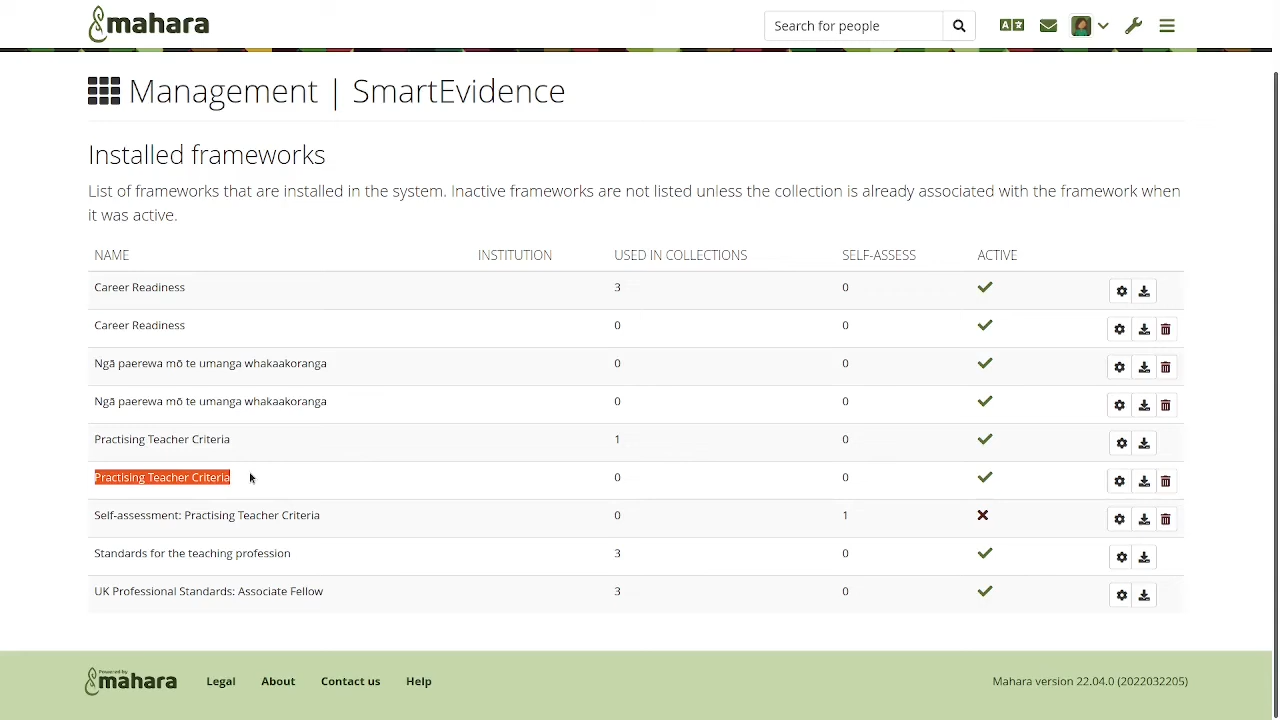 mahara
Search for people
Management | SmartEvidence
Installed frameworks
List of frameworks that are installed in the system. Inactive frameworks are not listed unless the collection is already associated with the framework when
it was active.
NAME INSTITUTION USED IN COLLECTIONS SELF-ASSESS ACTIVE
Career Readiness 3 0
Career Readiness 0 0
Ngā paerewa mō te umanga whakaakoranga 0 0
Ngā paerewa mō te umanga whakaakoranga 0 0
Practising Teacher Criteria 1 0
Practising Teacher Criteria 0 0
Self-assessment: Practising Teacher Criteria 0 1
Standards for the teaching profession 3 0
UK Professional Standards: Associate Fellow 3 0
Powered by
mahara Legal About Contact us Help Mahara version 22.04.0 (2022032205)